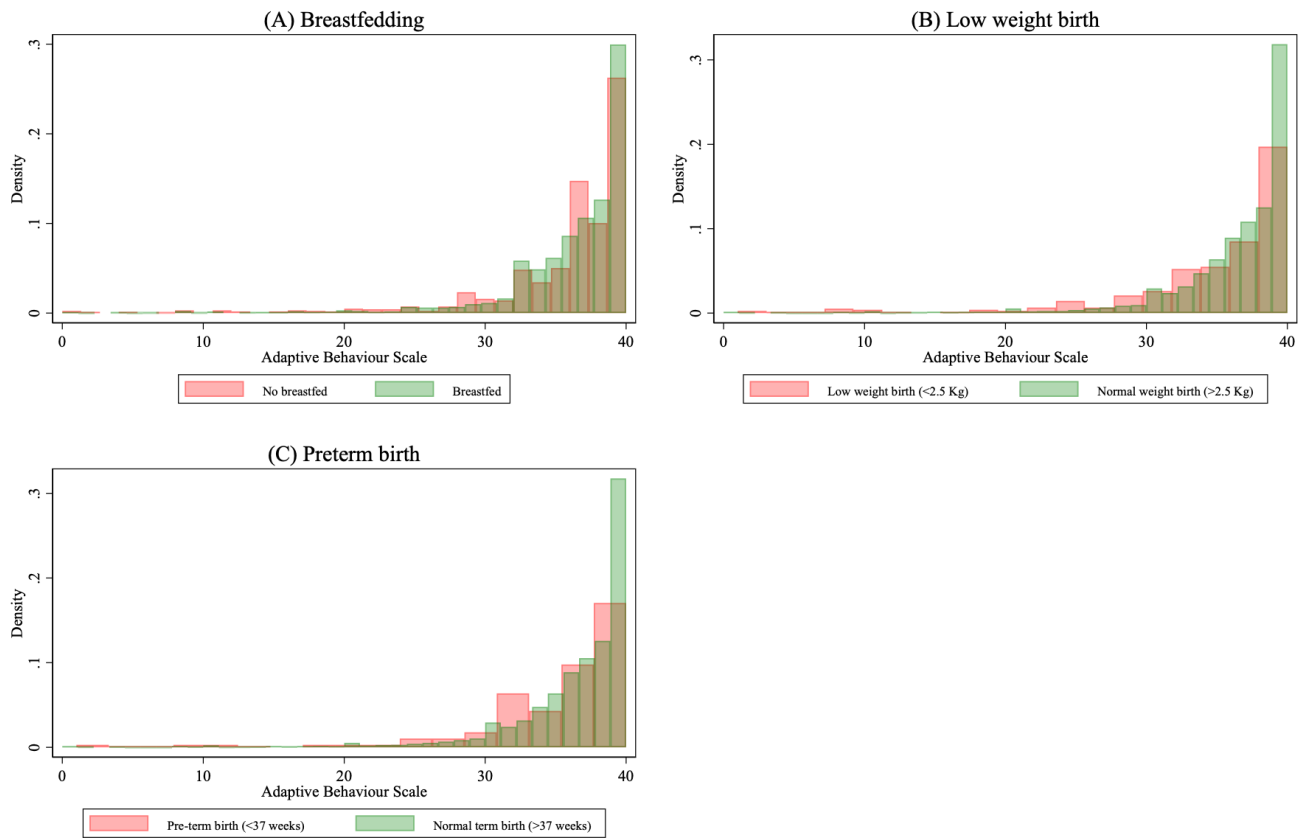 (A) Breastfedding
Density
.3
.2
.1
0
0 10 20 30 40
Adaptive Behaviour Scale
No breastfed Breastfed
(B) Low weight birth
Density
.3
.2
.1
0
0 10 20 30 40
Adaptive Behaviour Scale
Low weight birth (<2.5 Kg) Normal weight birth (>2.5 Kg)
(C) Preterm birth
Density
.3
.2
.1
0
0 10 20 30 40
Adaptive Behaviour Scale
Pre-term birth (<37 weeks) Normal term birth (>37 weeks)